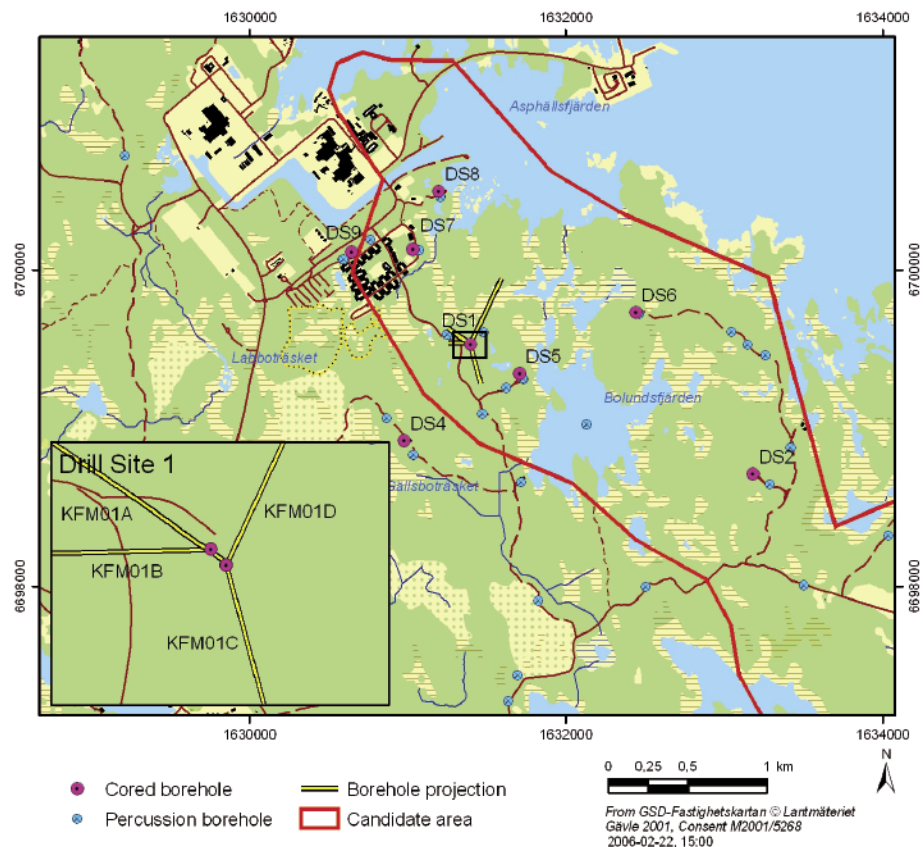 1630000 1632000 1634000
Asphällsfjärden
DS8
DS9 DS7
6700000 6700000
DS6
DS1
Labboträsket
DS5
Bolundsfjärden
DS4
DS2
Gällsboträsket
Drill Site 1
KFM01A
KFM01D
KFM01B
KFM01C
6698000 6698000
1630000 1632000 1634000
N
0 0,25 0,5 1 km
Cored borehole
Borehole projection
Percussion borehole
Candidate area
From GSD-Fastighetskartan © Lantmäteriet
Gävle 2001, Consent M2001/5268
2006-02-22, 15:00